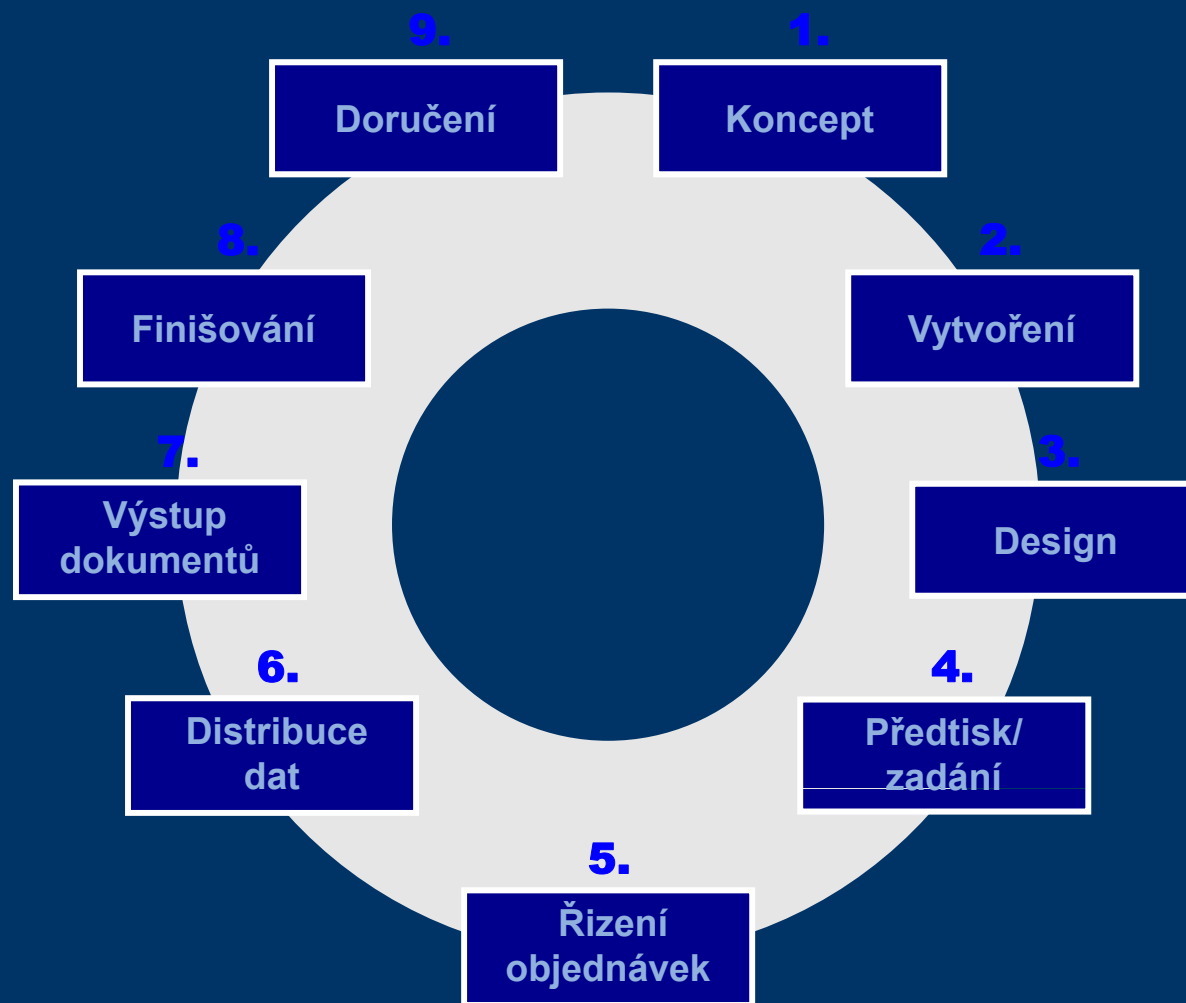 1.
Koncept
2.
Vytvoření
3.
Design
4.
Předtisk/
zadání
5.
Řizení
objednávek
6.
Distribuce
dat
7.
Výstup
dokumentů
8.
Finišování
9.
Doručení